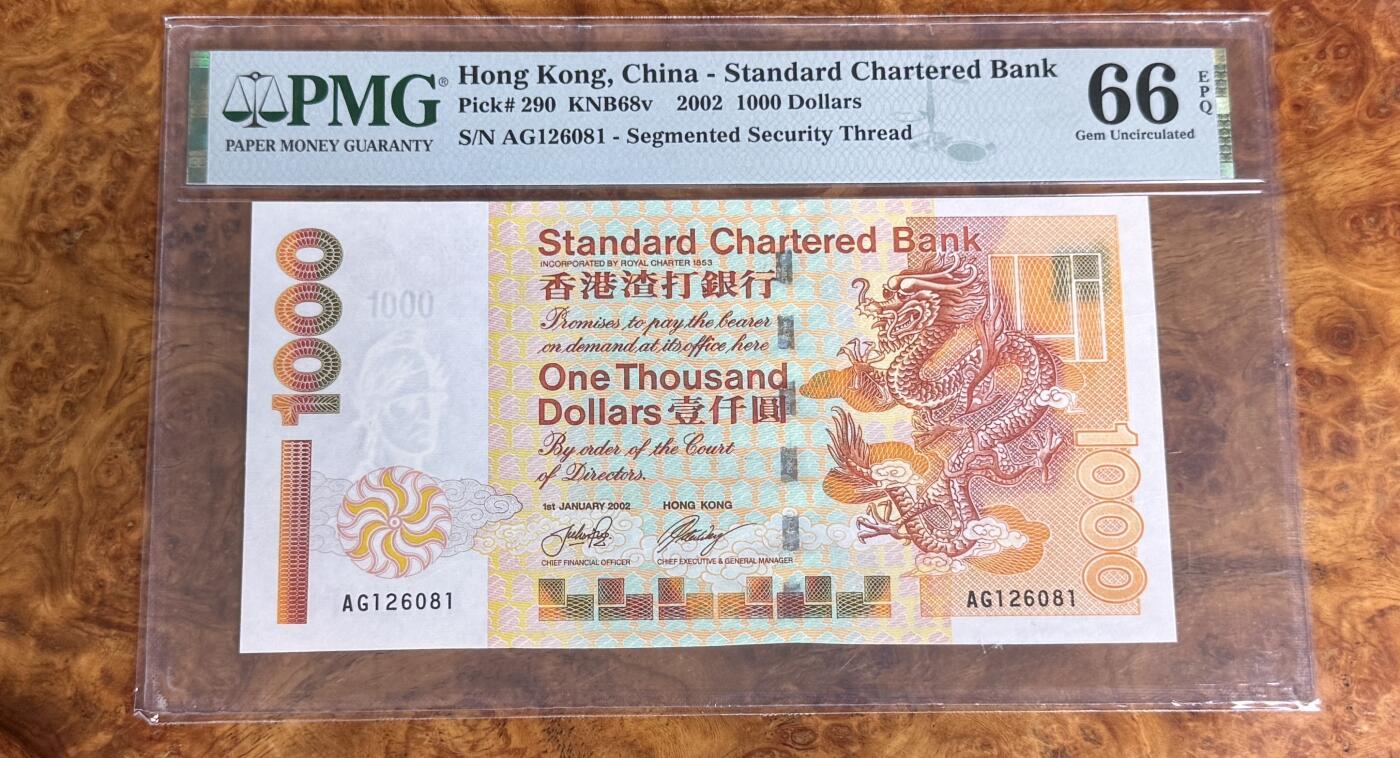 PMG®
PAPER MONEY GUARANTY
Hong Kong, China - Standard Chartered Bank
Pick# 290 KNB68v 2002 1000 Dollars
S/N AG126081 - Segmented Security Thread
66
EPQ
Gem Uncirculated
1000
1000
Standard Chartered Bank
INCORPORATED BY ROYAL CHARTER 1853
香港渣打銀行
Promises to pay the bearer
on demand at its office here
One Thousand
Dollars 壹仟圓
By order of the Court
of Directors.
1st JANUARY 2002 HONG KONG
CHIEF FINANCIAL OFFICER CHIEF EXECUTIVE & GENERAL MANAGER
AG126081
AG126081
1000